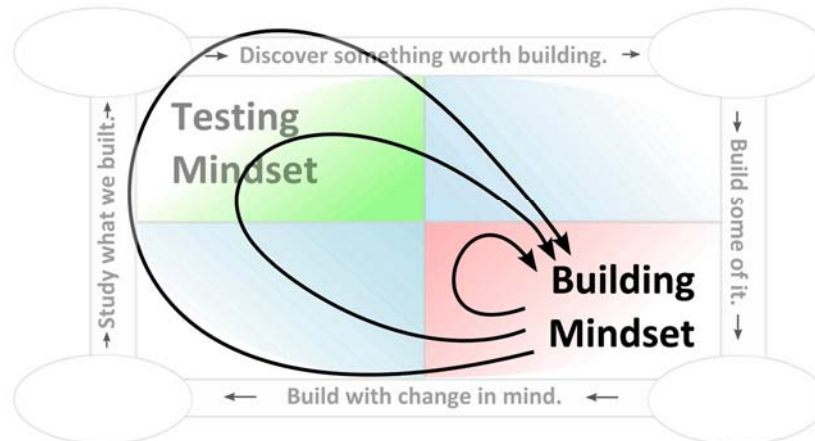 Discover something worth building.
Testing
Mindset
Study what we built.
Build some of it.
Building
Mindset
Build with change in mind.